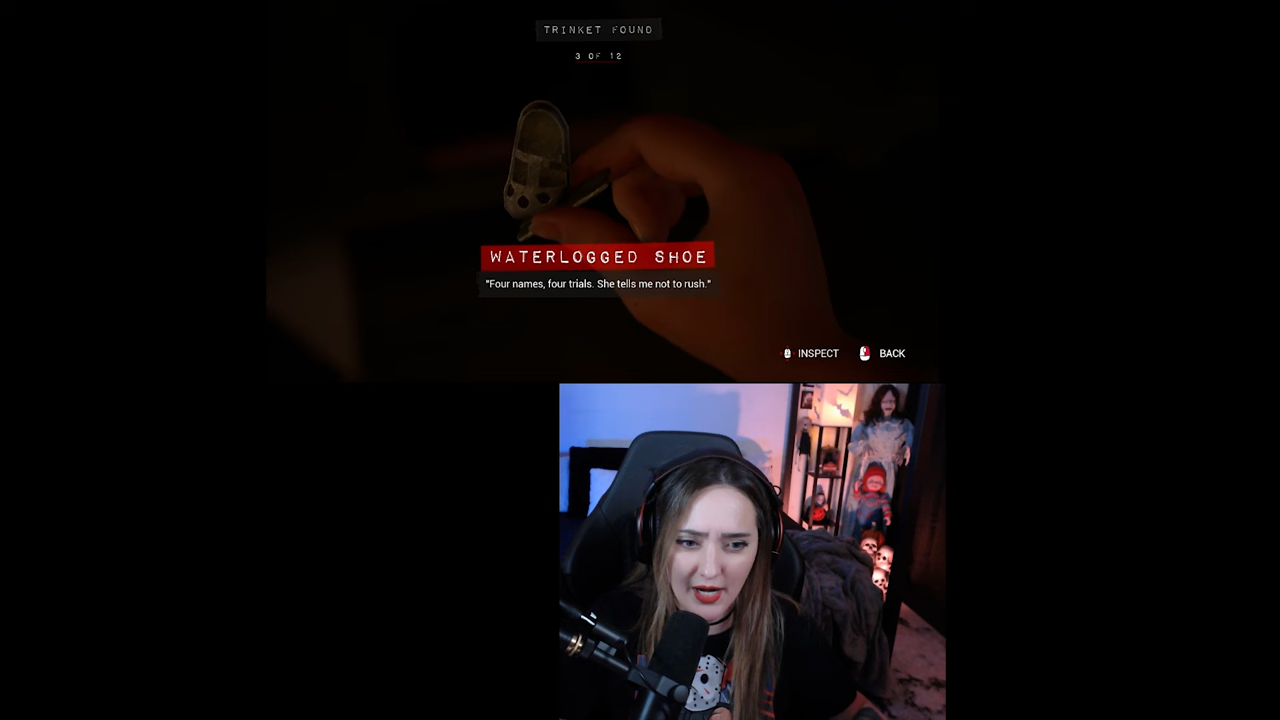 TRINKET FOUND
3 OF 12
WATERLOGGED SHOE
"Four names, four trials. She tells me not to rush."
INSPECT
BACK